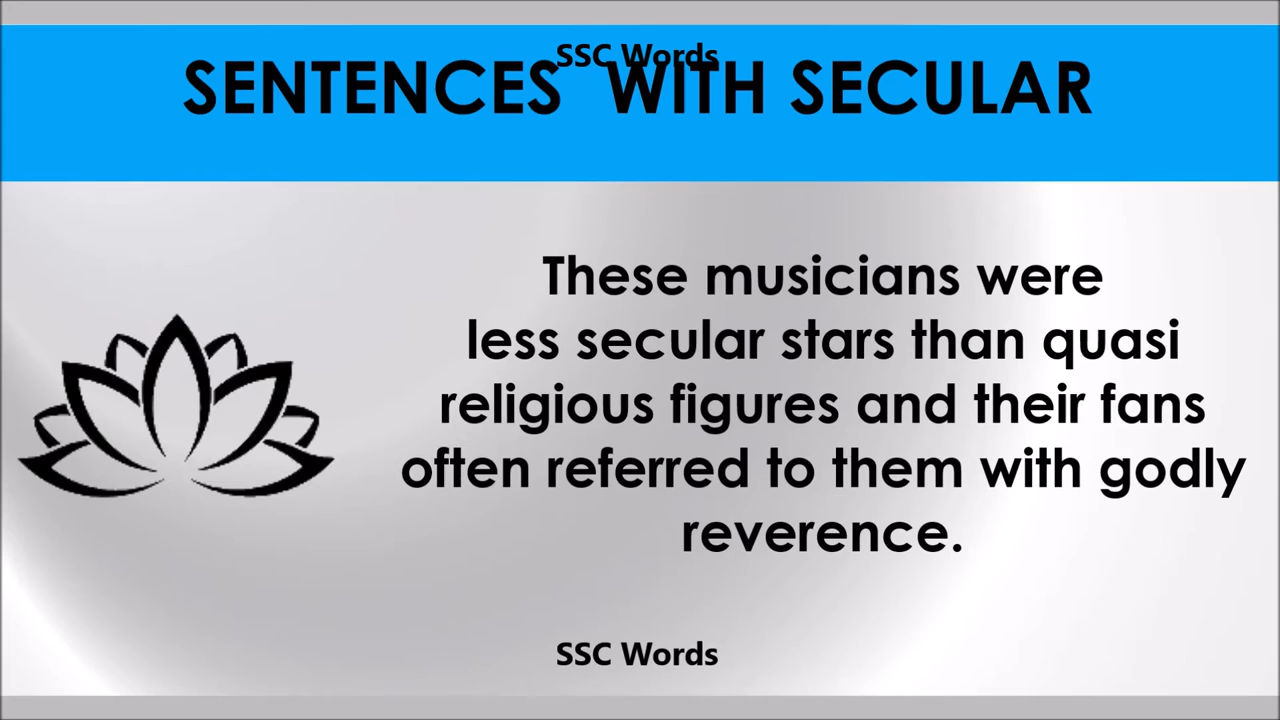 SSC Words
SENTENCES WITH SECULAR
These musicians were
less secular stars than quasi
religious figures and their fans
often referred to them with godly
reverence.
SSC Words